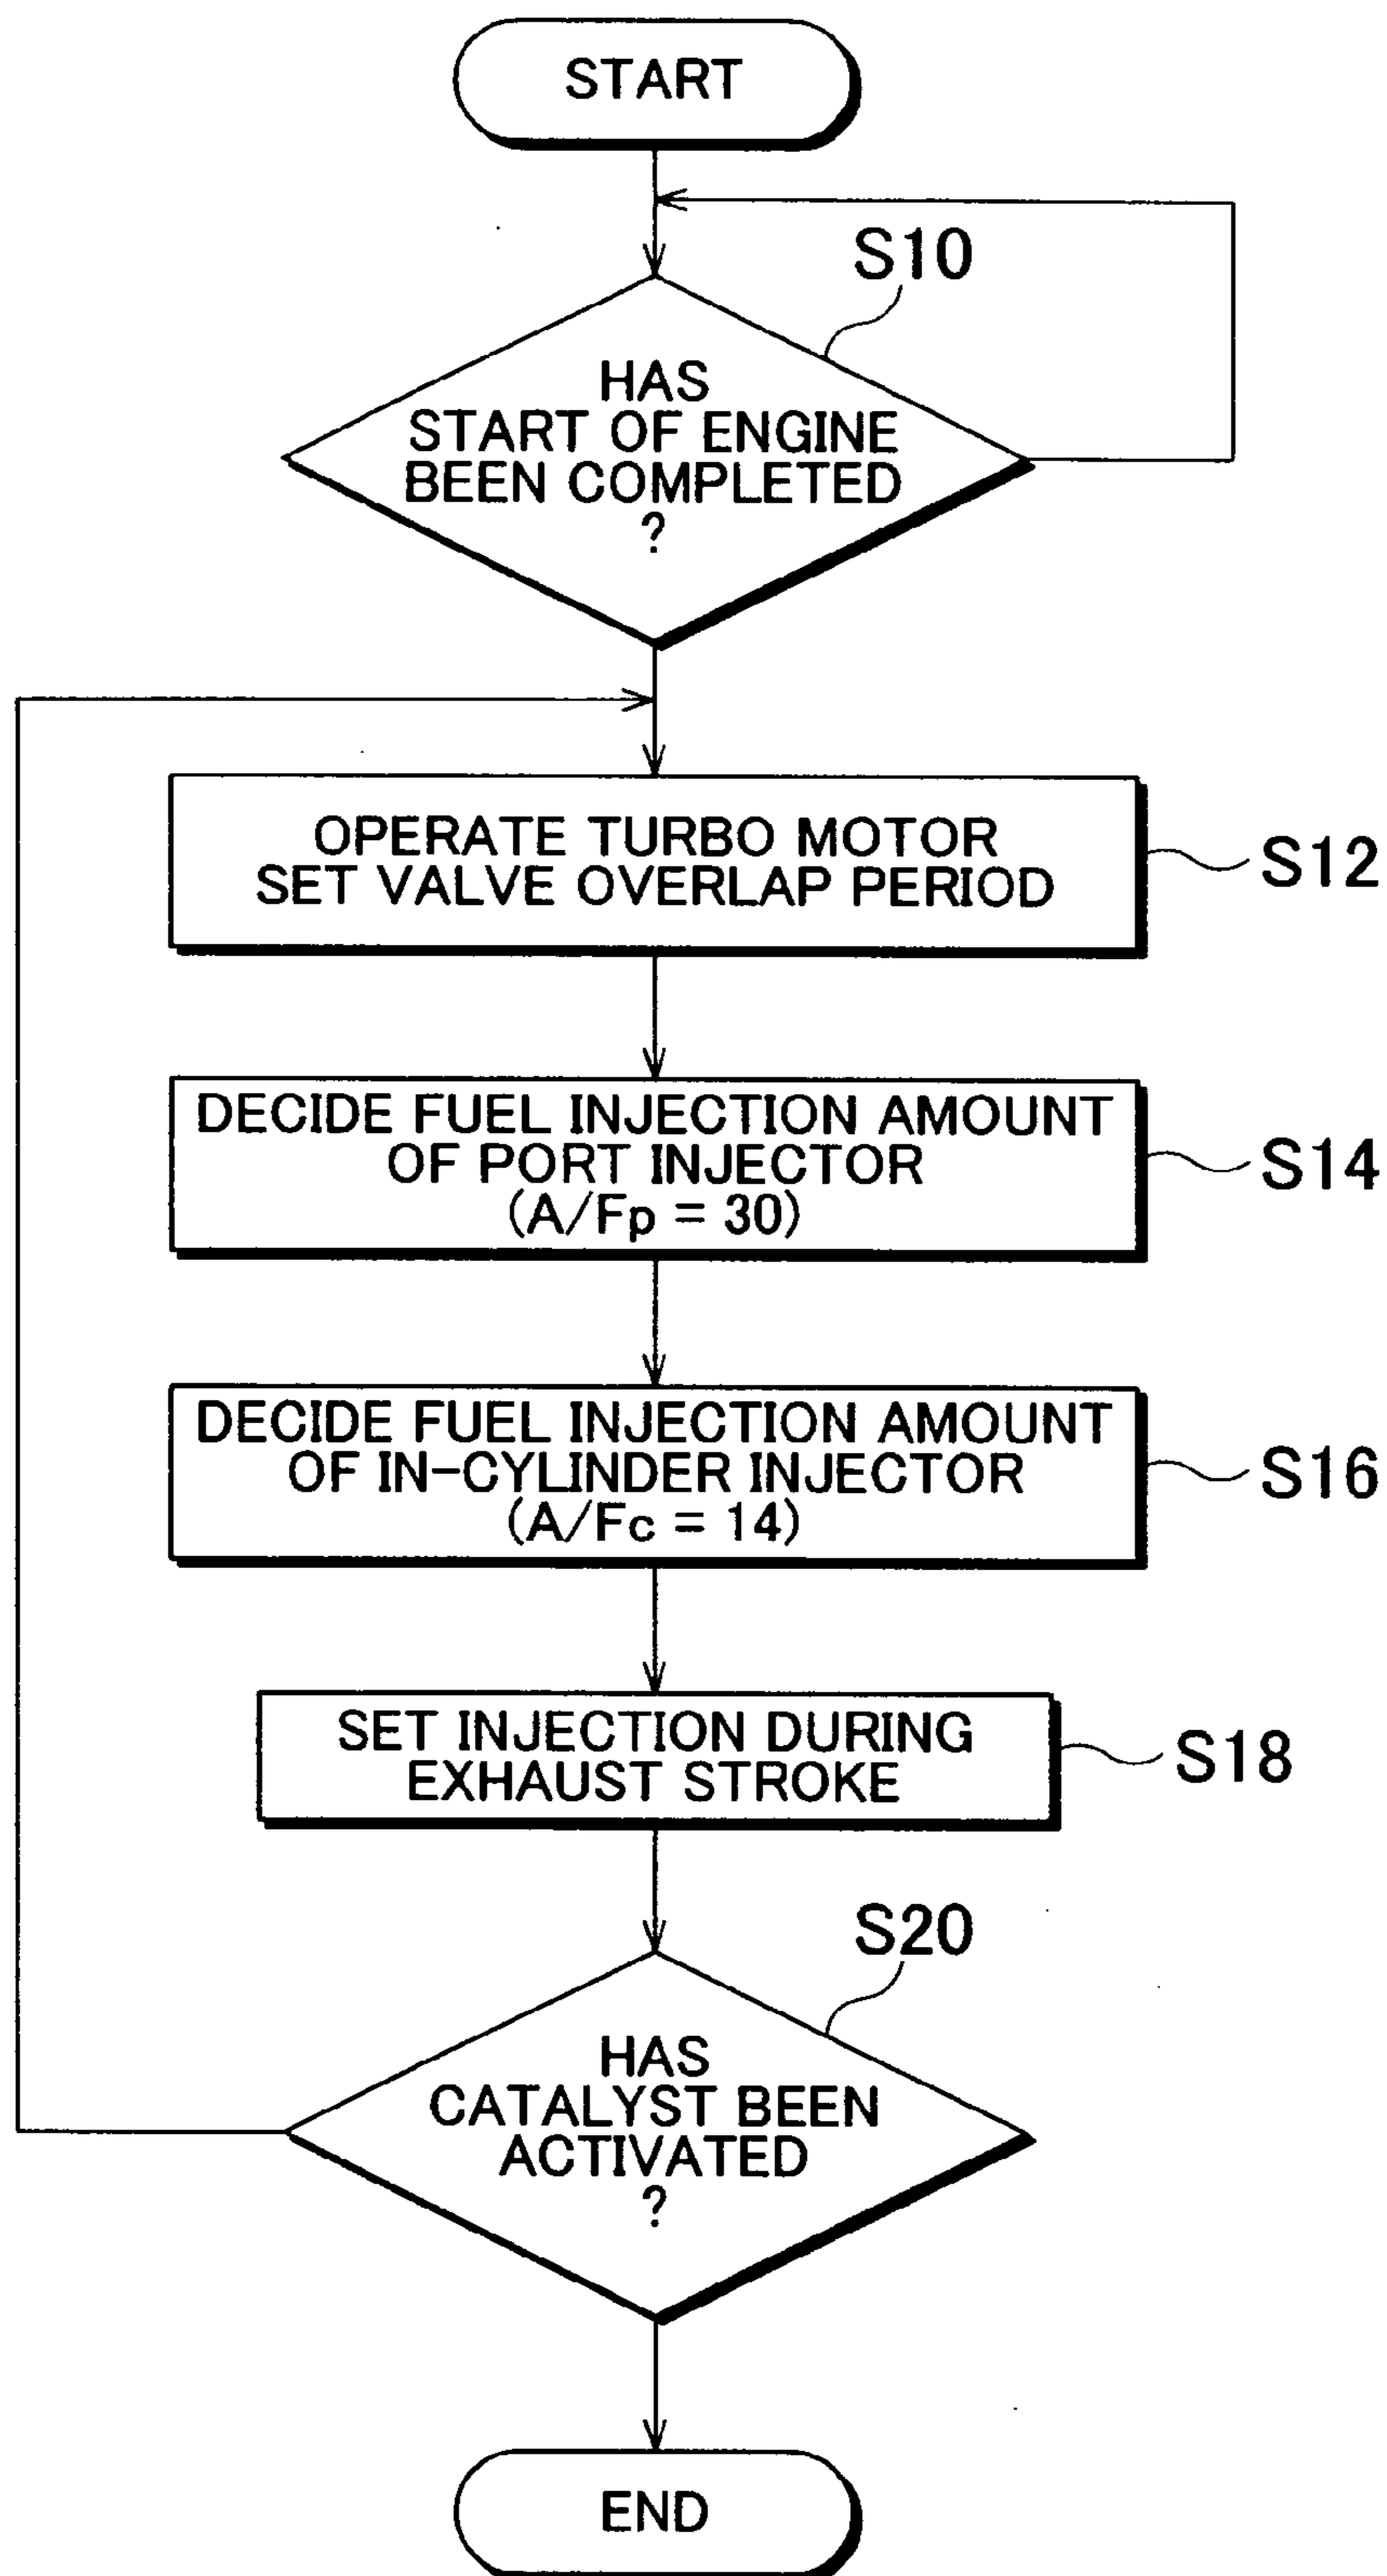 START
S10
HAS
START OF ENGINE
BEEN COMPLETED
?
OPERATE TURBO MOTOR
SET VALVE OVERLAP PERIOD
S12
DECIDE FUEL INJECTION AMOUNT
OF PORT INJECTOR
(A/Fp = 30)
S14
DECIDE FUEL INJECTION AMOUNT
OF IN-CYLINDER INJECTOR
(A/Fc = 14)
S16
SET INJECTION DURING
EXHAUST STROKE
S18
S20
HAS
CATALYST BEEN
ACTIVATED
?
END